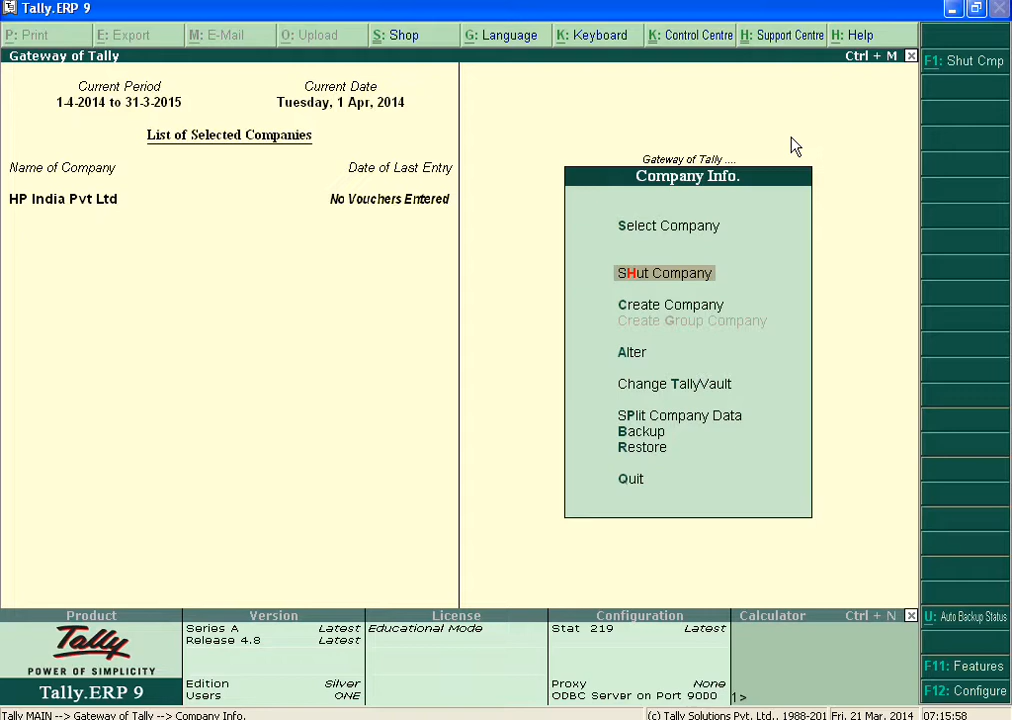 Tally.ERP 9
P: Print E: Export M: E-Mail O: Upload S: Shop G: Language K: Keyboard K: Control Centre H: Support Centre H: Help
Gateway of Tally Ctrl + M
F1: Shut Cmp
Current Period Current Date
1-4-2014 to 31-3-2015 Tuesday, 1 Apr, 2014
List of Selected Companies
Name of Company Date of Last Entry
HP India Pvt Ltd No Vouchers Entered
Gateway of Tally ....
Company Info.
Select Company
SHut Company
Create Company
Create Group Company
Alter
Change TallyVault
SPlit Company Data
Backup
Restore
Quit
Product Version License Configuration Calculator Ctrl + N
U: Auto Backup Status
Tally
POWER OF SIMPLICITY
Tally.ERP 9
Series A Latest
Release 4.8 Latest
Edition Silver
Users ONE
Educational Mode
Stat 219 Latest
Proxy None
ODBC Server on Port 9000
1>
F11: Features
F12: Configure
Tally MAIN --> Gateway of Tally --> Company Info. (c) Tally Solutions Pvt. Ltd., 1988-201 Fri, 21 Mar, 2014 07:15:58